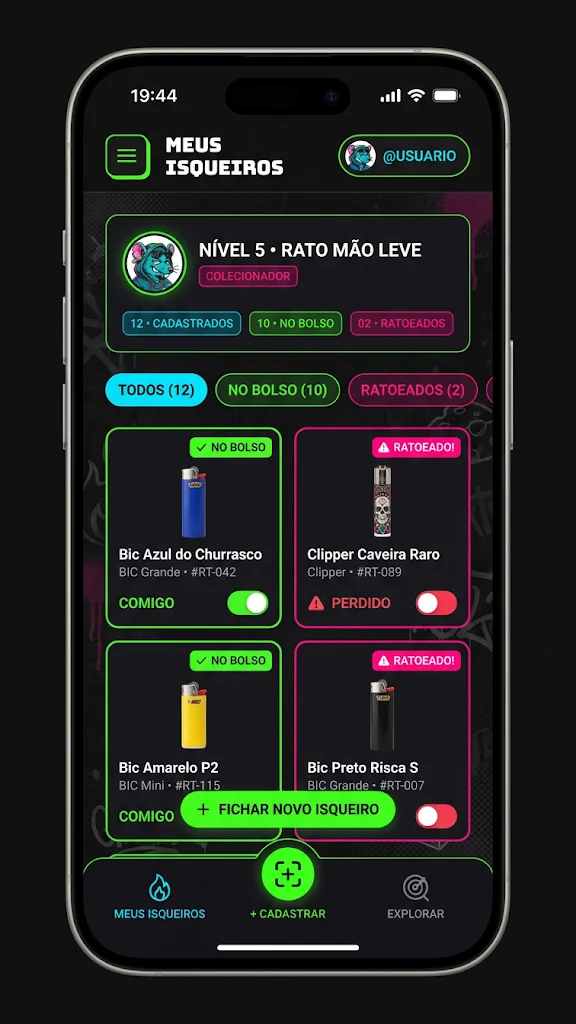 19:44
MEUS
ISQUEIROS
@USUARIO
NÍVEL 5 • RATO MÃO LEVE
COLECIONADOR
12 • CADASTRADOS
10 • NO BOLSO
02 • RATOEADOS
TODOS (12)
NO BOLSO (10)
RATOEADOS (2)
NO BOLSO
RATOEADO!
Bic Azul do Churrasco
BIC Grande • #RT-042
COMIGO
Clipper Caveira Raro
Clipper • #RT-089
PERDIDO
NO BOLSO
RATOEADO!
Bic Amarelo P2
BIC Mini • #RT-115
COMIGO
Bic Preto Risca S
BIC Grande • #RT-007
+ FICHAR NOVO ISQUEIRO
MEUS ISQUEIROS
+ CADASTRAR
EXPLORAR